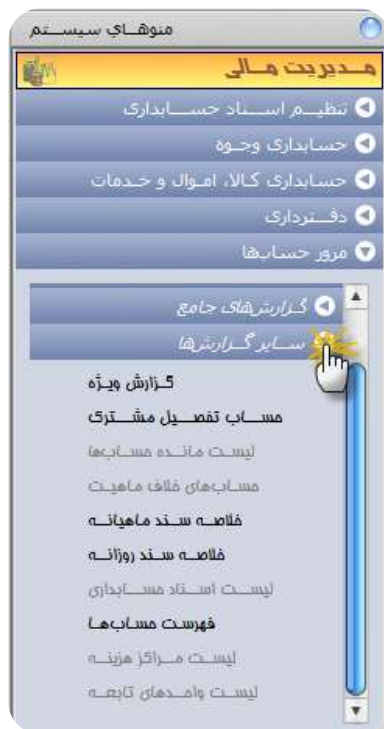 منوهای سیستم
مدیریت مالی
تنظیم اسناد حسابداری
حسابداری وجوه
حسابداری کالا، اموال و خدمات
دفترداری
مرور حساب‌ها
گزارش‌های جامع
سایر گزارش‌ها
گزارش ویژه
حساب تفصیل مشترک
لیست مانده حساب‌ها
حساب‌های خلاف ماهیت
خلاصه سند ماهیانه
خلاصه سند روزانه
لیست اسناد حسابداری
فهرست حساب‌ها
لیست مراکز هزینه
لیست واحدهای تابعه